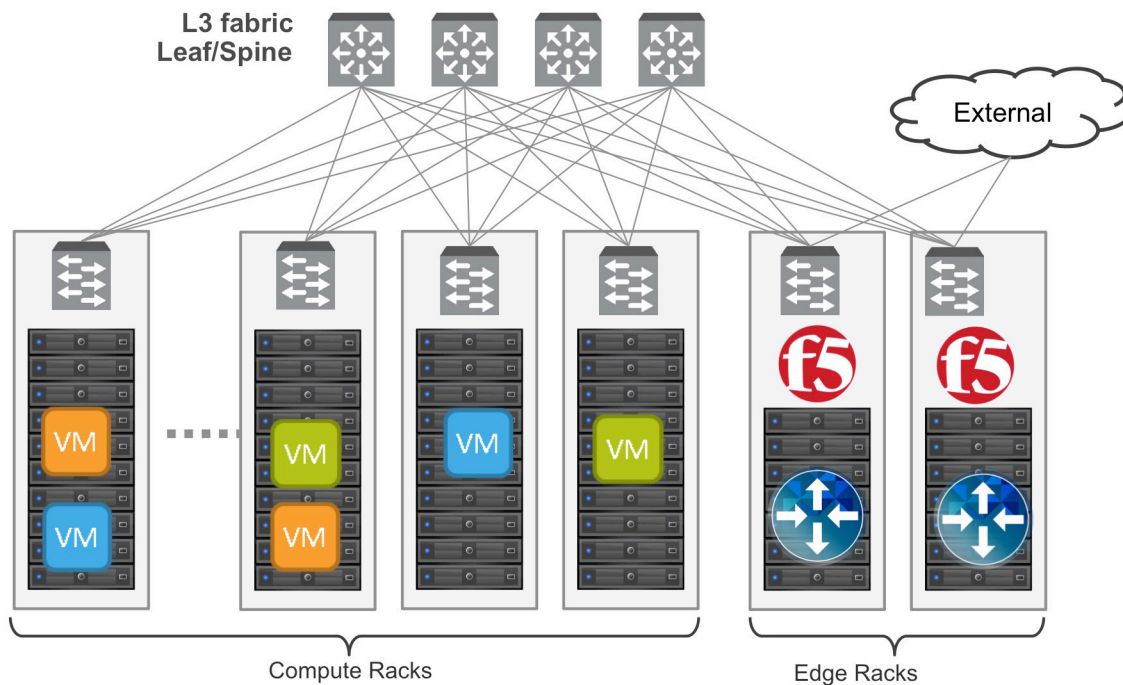 L3 fabric
Leaf/Spine
External
f5
f5
VM
VM
VM
VM
VM
VM
Compute Racks
Edge Racks